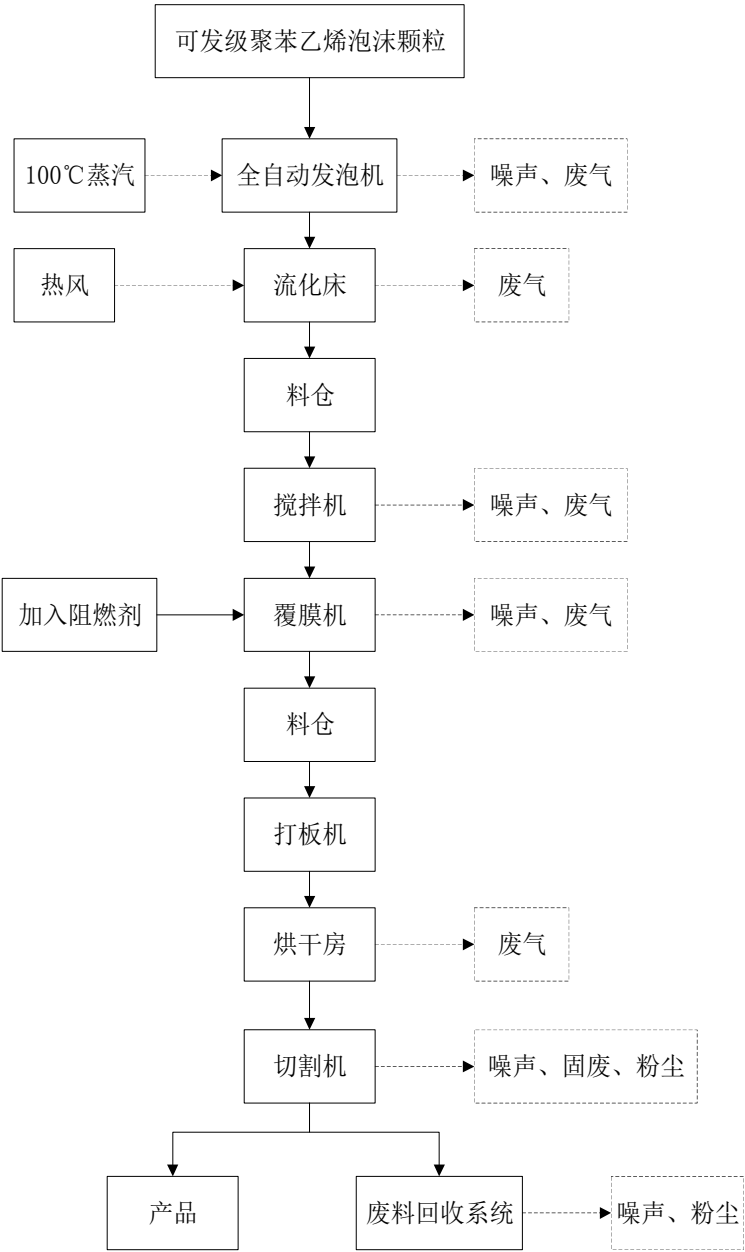 可发级聚苯乙烯泡沫颗粒
100℃蒸汽
全自动发泡机
噪声、废气
热风
流化床
废气
料仓
搅拌机
噪声、废气
加入阻燃剂
覆膜机
噪声、废气
料仓
打板机
烘干房
废气
切割机
噪声、固废、粉尘
产品
废料回收系统
噪声、粉尘